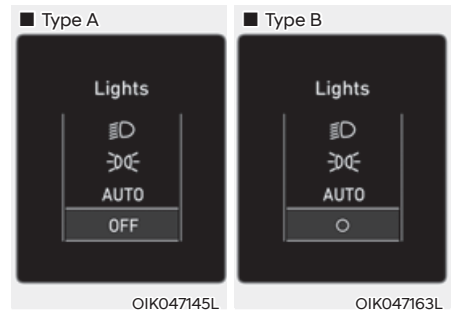 ■ Type A
Lights
AUTO
OFF
OIK047145L
■ Type B
Lights
AUTO
O
OIK047163L